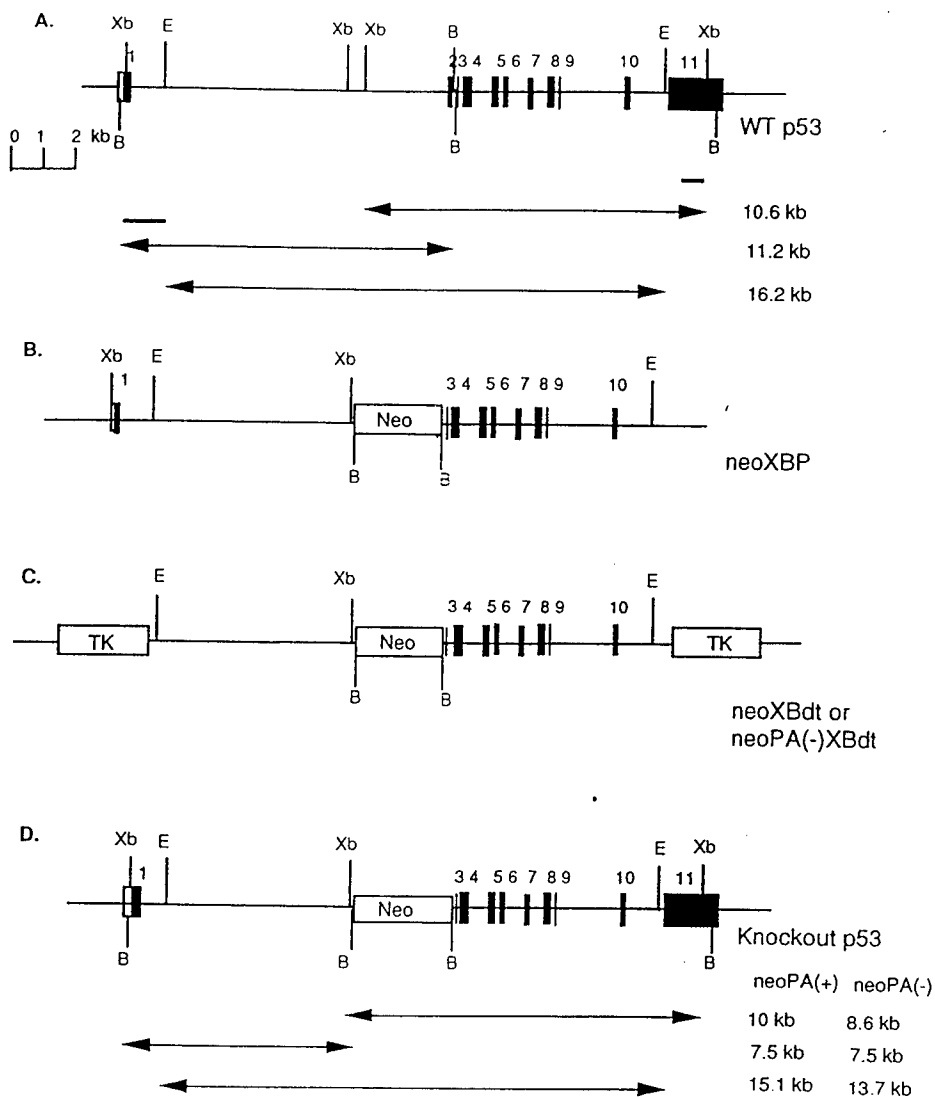 A.
Xb E Xb Xb B E Xb
1 2 3 4 5 6 7 8 9 10 11
B B B
WT p53
0 1 2 kb
10.6 kb
11.2 kb
16.2 kb
B.
Xb E Xb E
1 3 4 5 6 7 8 9 10
Neo
B B
neoXBP
C.
E Xb E
3 4 5 6 7 8 9 10
TK Neo TK
B B
neoXBdt or
neoPA(-)XBdt
D.
Xb E Xb E Xb
1 3 4 5 6 7 8 9 10 11
Neo
B B B B
Knockout p53
neoPA(+) neoPA(-)
10 kb 8.6 kb
7.5 kb 7.5 kb
15.1 kb 13.7 kb